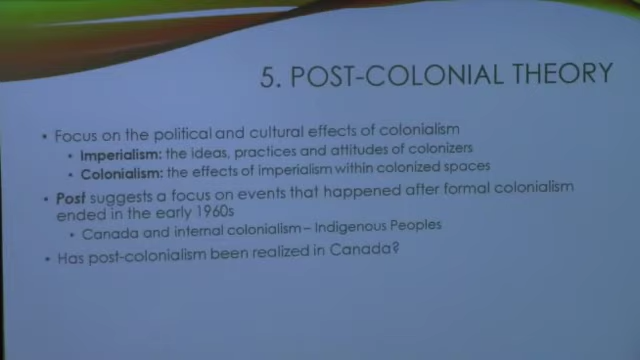 5. POST-COLONIAL THEORY
• Focus on the political and cultural effects of colonialism
• Imperialism: the ideas, practices and attitudes of colonizers
• Colonialism: the effects of imperialism within colonized spaces
• Post suggests a focus on events that happened after formal colonialism
ended in the early 1960s
• Canada and internal colonialism – Indigenous Peoples
• Has post-colonialism been realized in Canada?